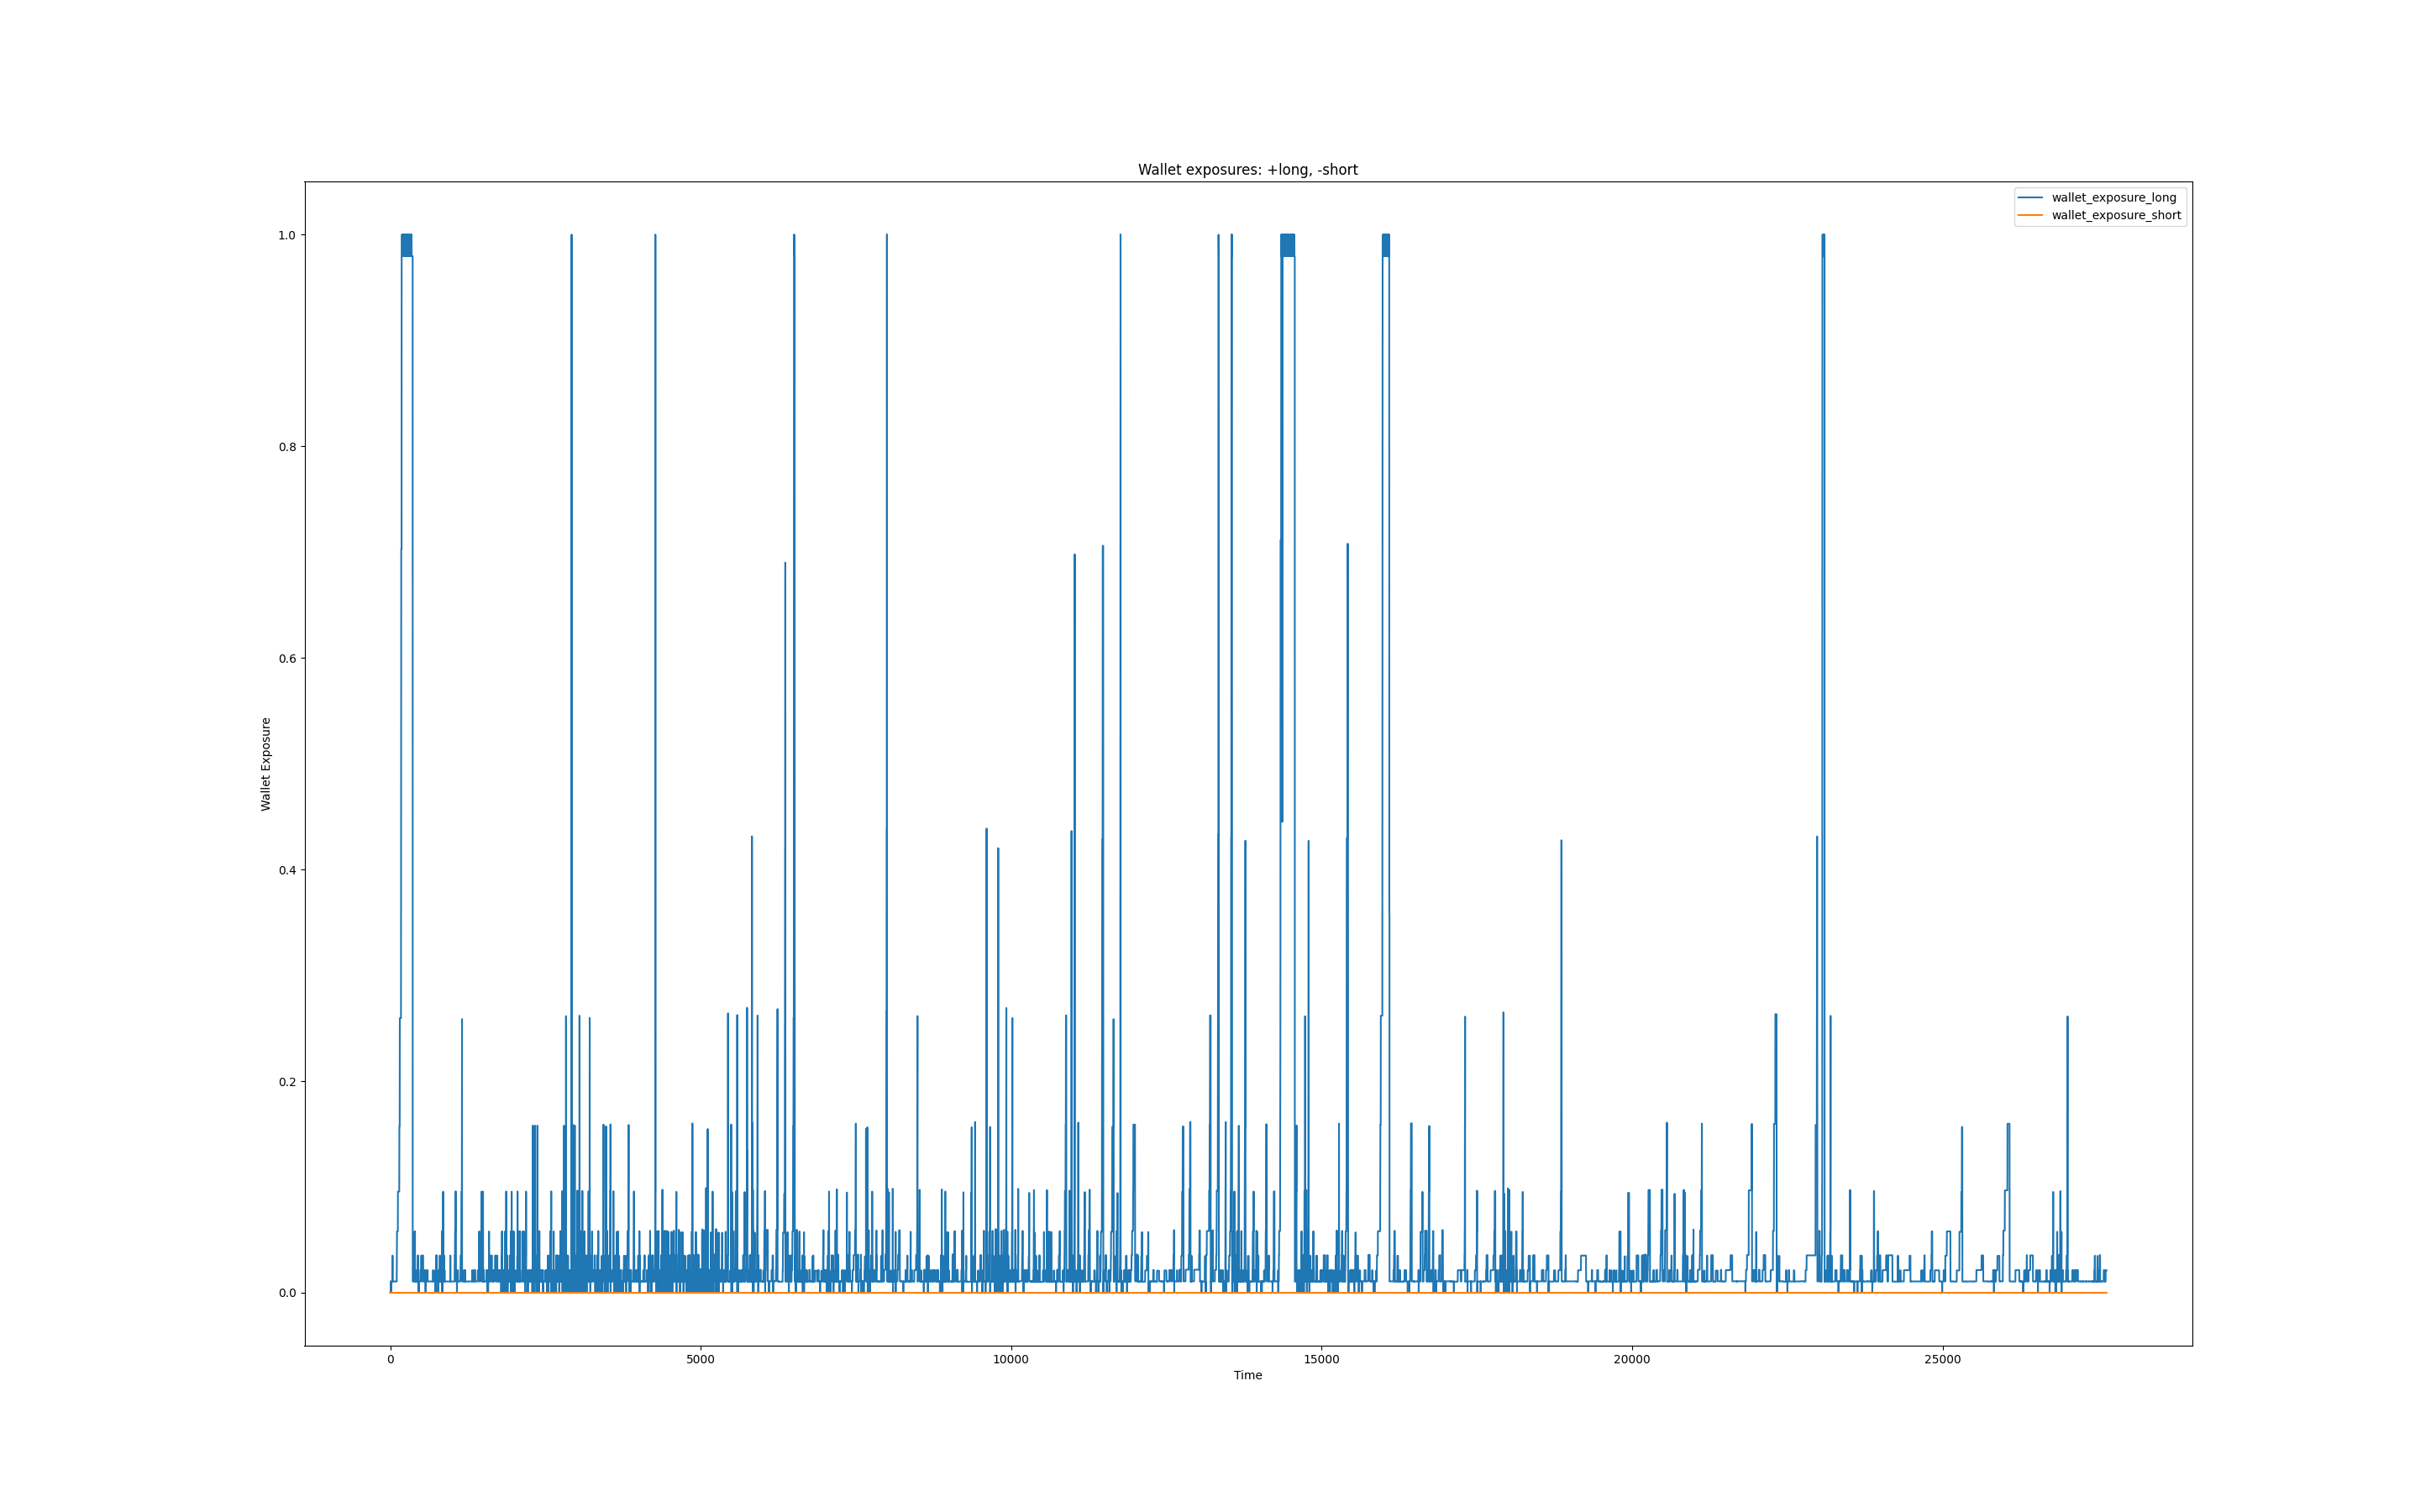 Wallet exposures: +long, -short
wallet_exposure_long
wallet_exposure_short
1.0
0.8
0.6
0.4
0.2
0.0
Wallet Exposure
0 5000 10000 15000 20000 25000
Time